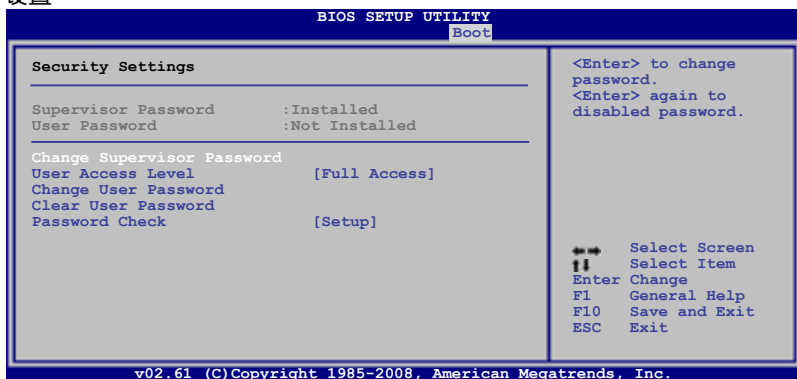 设置
BIOS SETUP UTILITY
Boot
Security Settings
Supervisor Password :Installed
User Password :Not Installed
Change Supervisor Password
User Access Level [Full Access]
Change User Password
Clear User Password
Password Check [Setup]
<Enter> to change
password.
<Enter> again to
disabled password.
Select Screen
Select Item
Enter Change
F1 General Help
F10 Save and Exit
ESC Exit
v02.61 (C)Copyright 1985-2008, American Megatrends, Inc.